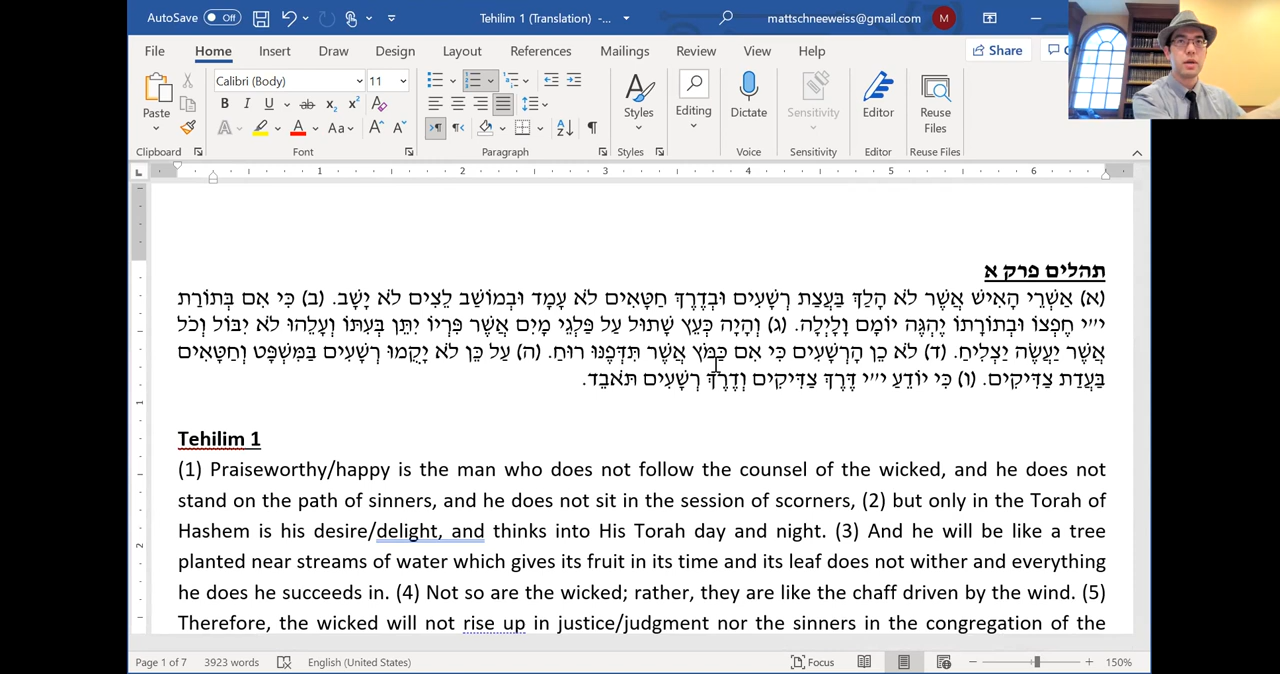 AutoSave Off Tehilim 1 (Translation) -... mattschneeweiss@gmail.com M
File Home Insert Draw Design Layout References Mailings Review View Help Share
Calibri (Body) 11
Paste Styles Editing Dictate Sensitivity Editor Reuse Files
Clipboard Font Paragraph Styles Voice Sensitivity Editor Reuse Files
1 2 3 4 5 6
תהלים פרק א
(א) אַשְׁרֵי הָאִישׁ אֲשֶׁר לֹא הָלַךְ בַּעֲצַת רְשָׁעִים וּבְדֶרֶךְ חַטָּאִים לֹא עָמָד וּבְמוֹשַׁב לֵצִים לֹא יָשָׁב. (ב) כִּי אִם בְּתוֹרַת
י״י חֶפְצוֹ וּבְתוֹרָתוֹ יֶהְגֶּה יוֹמָם וָלָיְלָה. (ג) וְהָיָה כְּעֵץ שָׁתוּל עַל פַּלְגֵי מָיִם אֲשֶׁר פִּרְיוֹ יִתֵּן בְּעִתּוֹ וְעָלֵהוּ לֹא יִבּוֹל וְכֹל
אֲשֶׁר יַעֲשֶׂה יַצְלִיחַ. (ד) לֹא כֵן הָרְשָׁעִים כִּי אִם כַּמֹּץ אֲשֶׁר תִּדְּפֶנּוּ רוּחַ. (ה) עַל כֵּן לֹא יָקֻמוּ רְשָׁעִים בַּמִּשְׁפָּט וְחַטָּאִים
בַּעֲדַת צַדִּיקִים. (ו) כִּי יוֹדֵעַ י״י דֶּרֶךְ צַדִּיקִים וְדֶרֶךְ רְשָׁעִים תֹּאבֵד.
Tehilim 1
(1) Praiseworthy/happy is the man who does not follow the counsel of the wicked, and he does not
stand on the path of sinners, and he does not sit in the session of scorners, (2) but only in the Torah of
Hashem is his desire/delight, and thinks into His Torah day and night. (3) And he will be like a tree
planted near streams of water which gives its fruit in its time and its leaf does not wither and everything
he does he succeeds in. (4) Not so are the wicked; rather, they are like the chaff driven by the wind. (5)
Therefore, the wicked will not rise up in justice/judgment nor the sinners in the congregation of the
1
2
Page 1 of 7 3923 words English (United States) Focus 150%